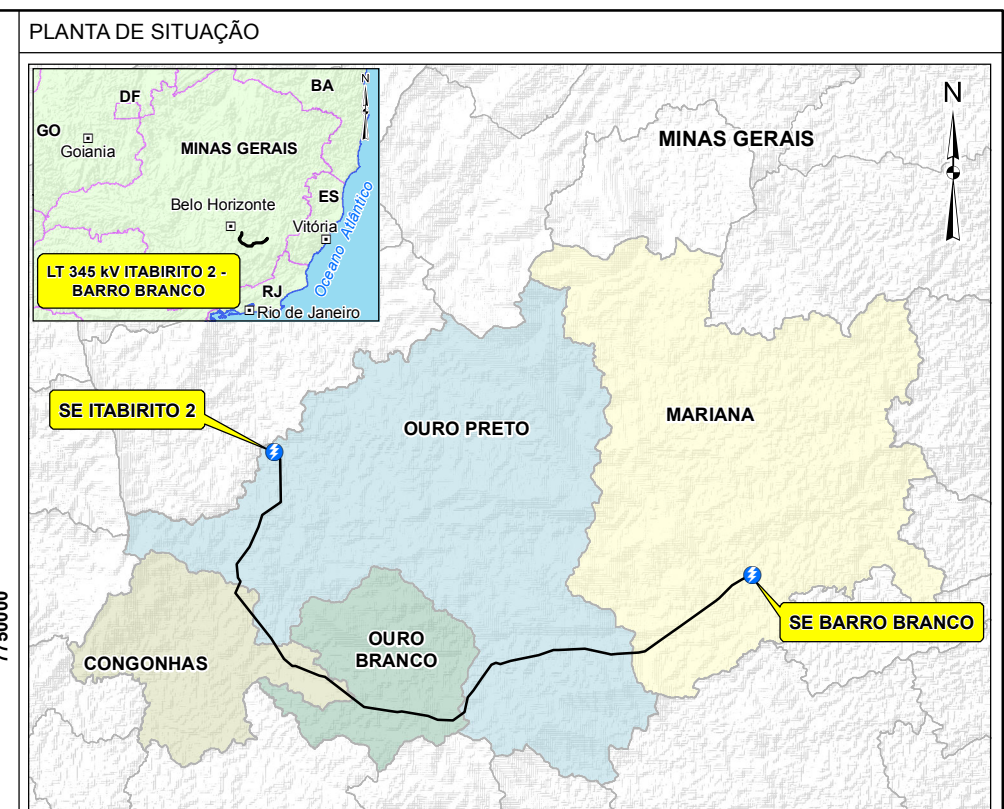 PLANTA DE SITUAÇÃO
DF
BA
N
GO
Goiania
MINAS GERAIS
ES
Belo Horizonte
Vitória
Oceano Atlântico
LT 345 kV ITABIRITO 2 -
BARRO BRANCO
RJ
Rio de Janeiro
MINAS GERAIS
N
SE ITABIRITO 2
OURO PRETO
MARIANA
SE BARRO BRANCO
OURO
BRANCO
CONGONHAS